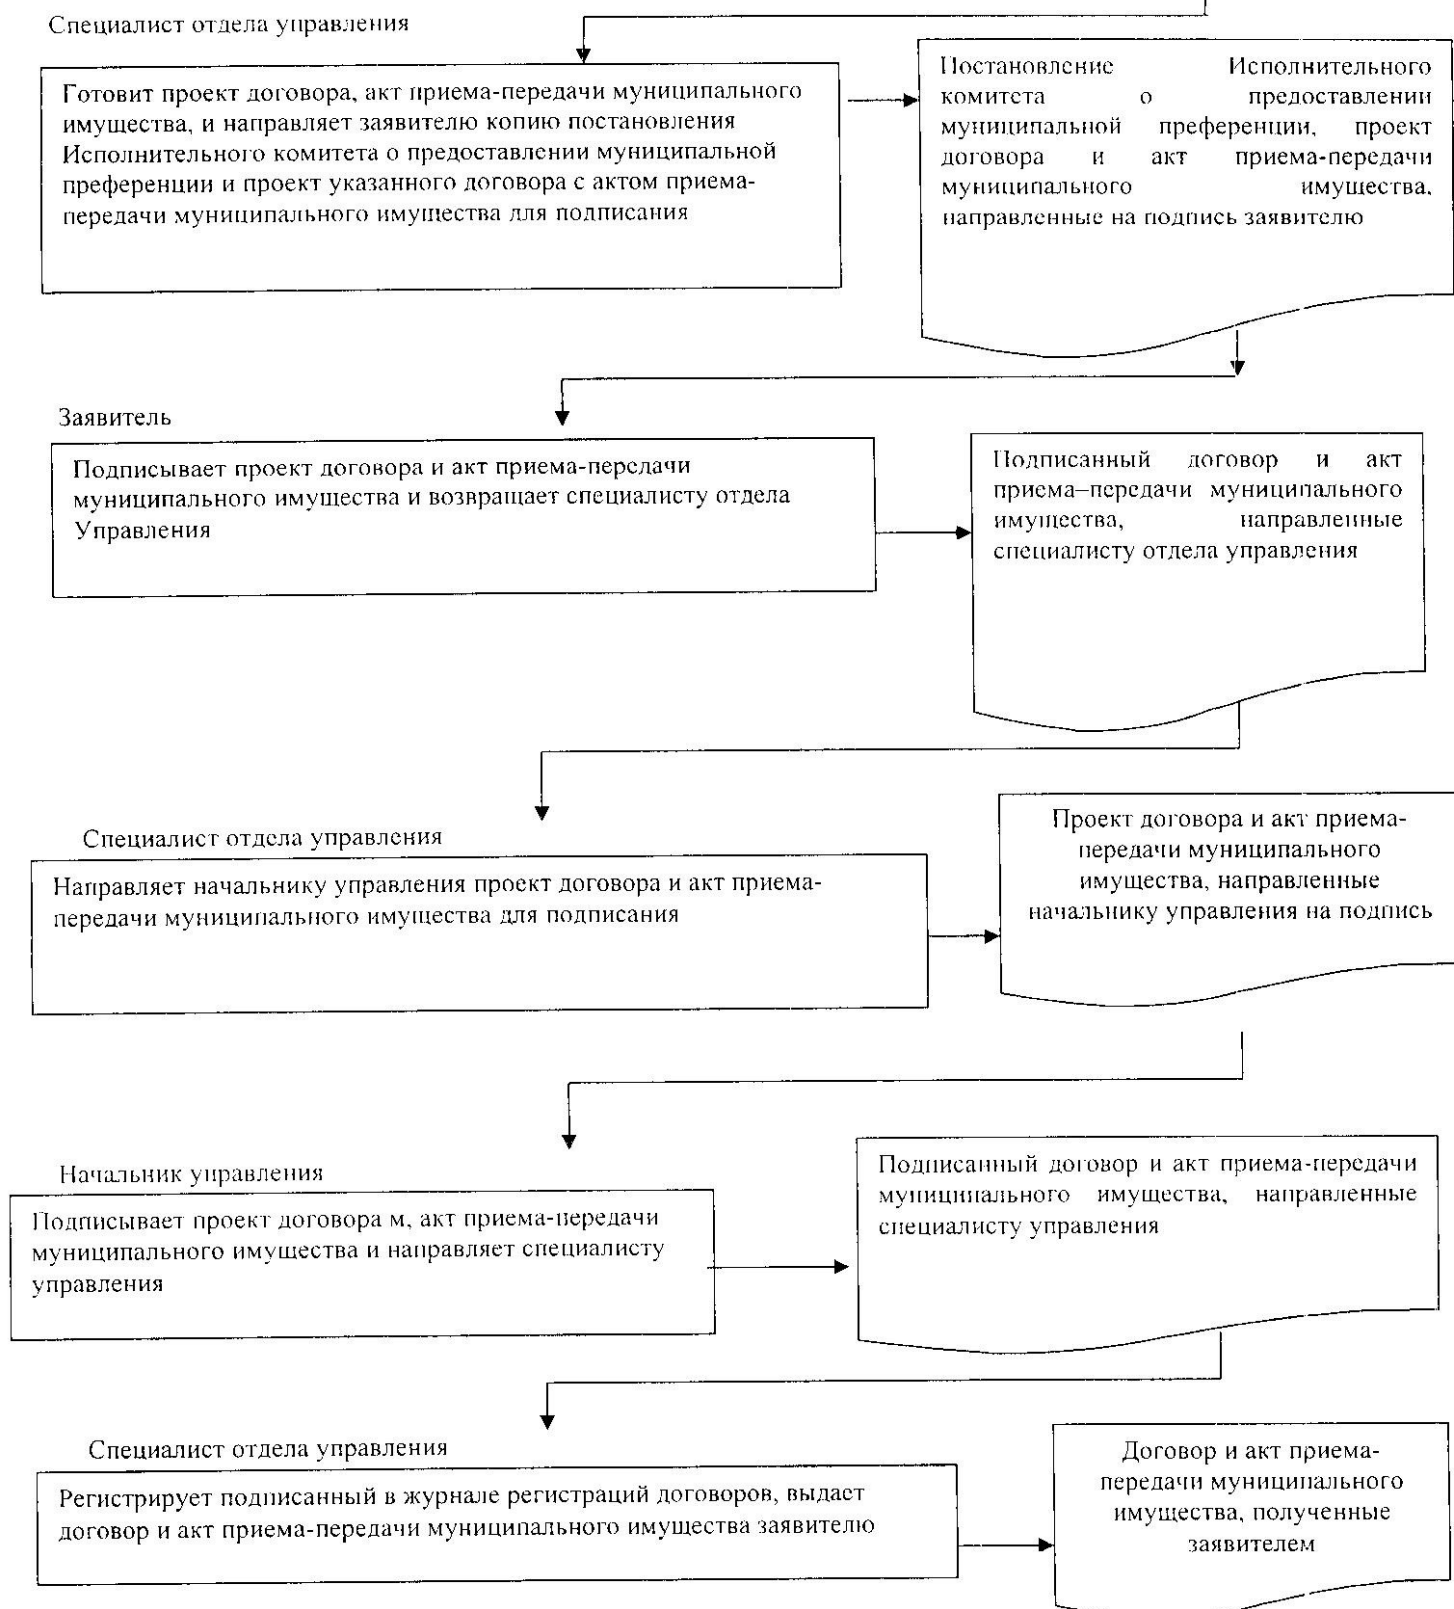 Специалист отдела управления
Готовит проект договора, акт приема-передачи муниципального
имущества, и направляет заявителю копию постановления
Исполнительного комитета о предоставлении муниципальной
преференции и проект указанного договора с актом приема-
передачи муниципального имущества для подписания
Постановление Исполнительного
комитета о предоставлении
муниципальной преференции, проект
договора и акт приема-передачи
муниципального имущества,
направленные на подпись заявителю
Заявитель
Подписывает проект договора и акт приема-передачи
муниципального имущества и возвращает специалисту отдела
Управления
Подписанный договор и акт
приема–передачи муниципального
имущества, направленные
специалисту отдела управления
Специалист отдела управления
Направляет начальнику управления проект договора и акт приема-
передачи муниципального имущества для подписания
Проект договора и акт приема-
передачи муниципального
имущества, направленные
начальнику управления на подпись
Начальник управления
Подписывает проект договора м, акт приема-передачи
муниципального имущества и направляет специалисту
управления
Подписанный договор и акт приема-передачи
муниципального имущества, направленные
специалисту управления
Специалист отдела управления
Регистрирует подписанный в журнале регистраций договоров, выдает
договор и акт приема-передачи муниципального имущества заявителю
Договор и акт приема-
передачи муниципального
имущества, полученные
заявителем